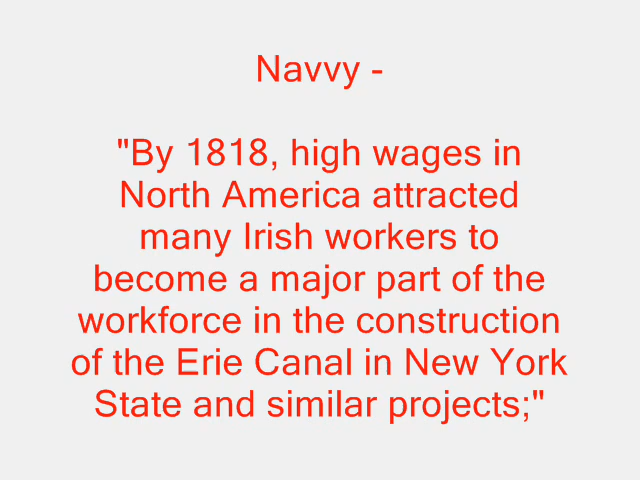 Navvy -
"By 1818, high wages in
North America attracted
many Irish workers to
become a major part of the
workforce in the construction
of the Erie Canal in New York
State and similar projects;"